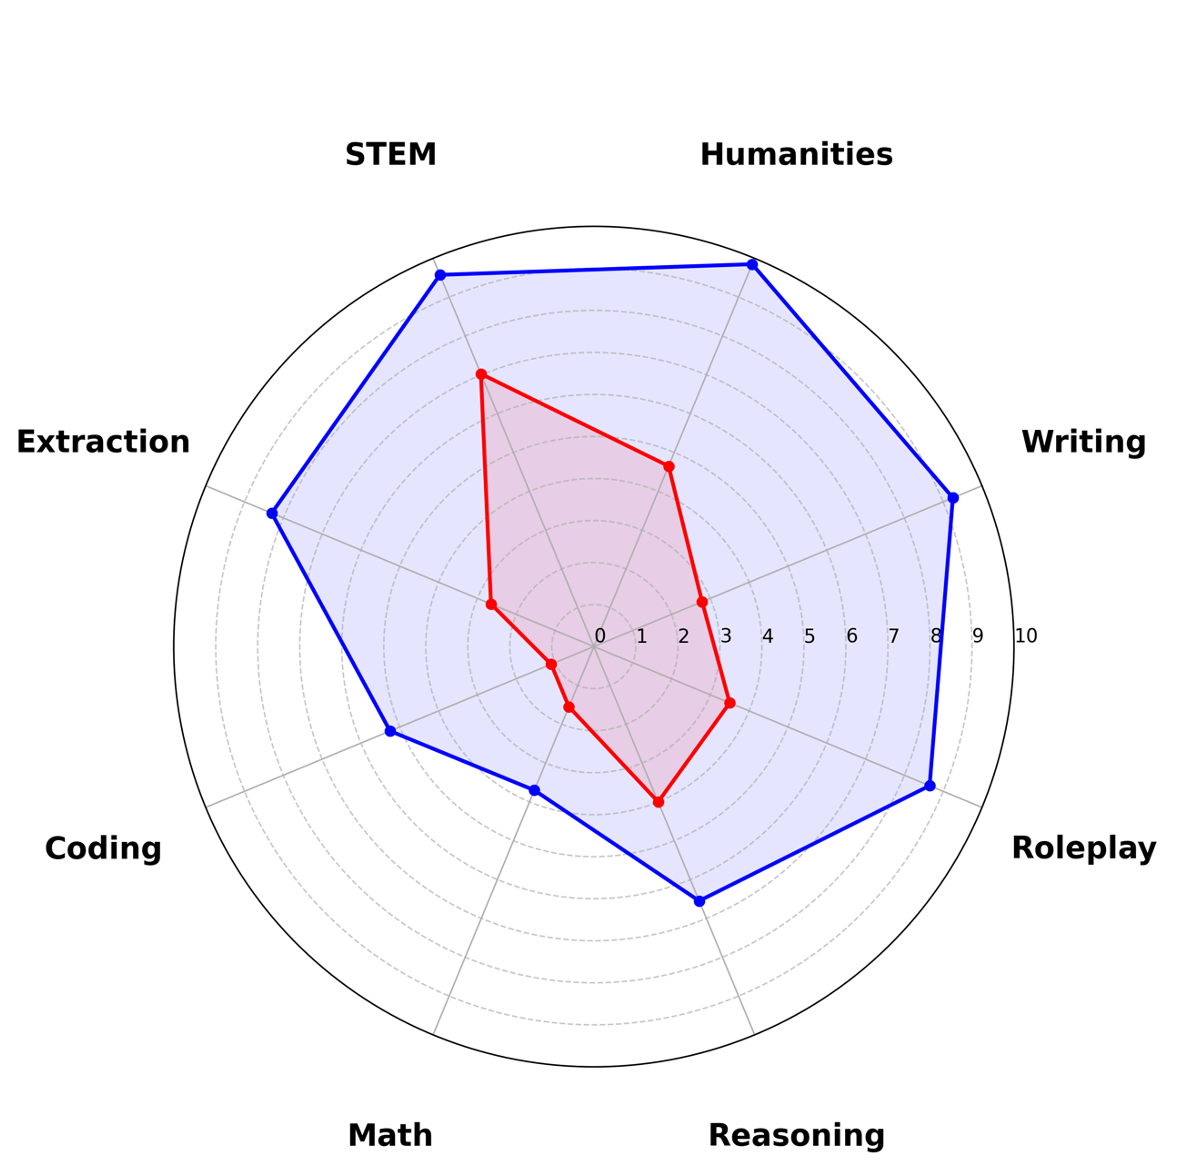 STEM
Humanities
Extraction
Writing
0 1 2 3 4 5 6 7 8 9 10
Coding
Roleplay
Math
Reasoning